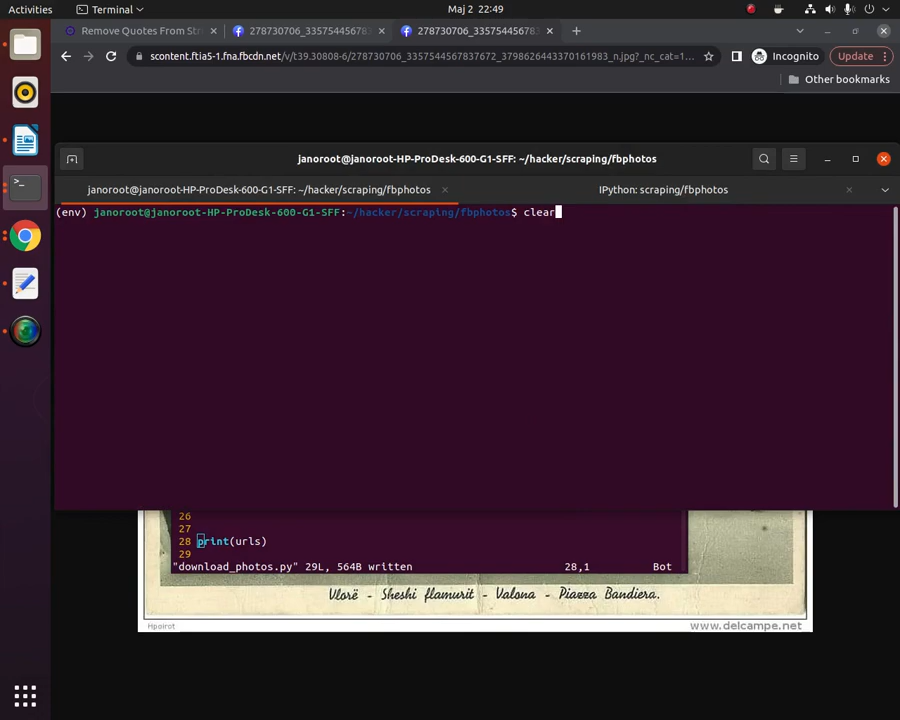 Activities
Terminal
Maj 2 22:49
Remove Quotes From Str
278730706_33575445678
278730706_33575445678
scontent.ftia5-1.fna.fbcdn.net/v/t39.30808-6/278730706_3357544567837672_3798626443370161983_n.jpg?_nc_cat=1...
Incognito
Update
Other bookmarks
janoroot@janoroot-HP-ProDesk-600-G1-SFF: ~/hacker/scraping/fbphotos
janoroot@janoroot-HP-ProDesk-600-G1-SFF: ~/hacker/scraping/fbphotos
IPython: scraping/fbphotos
(env) janoroot@janoroot-HP-ProDesk-600-G1-SFF:~/hacker/scraping/fbphotos$ clear
26
27
28 print(urls)
29
"download_photos.py" 29L, 564B written 28,1 Bot
Vlorë - Sheshi flamurit - Valona - Piazza Bandiera.
Hpoirot
www.delcampe.net